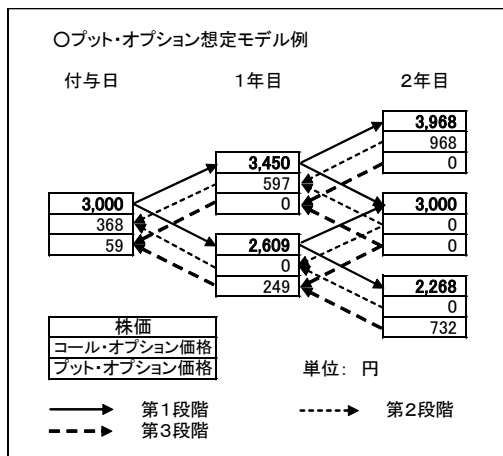 ○プット・オプション想定モデル例
付与日 1年目 2年目
3,968
968
0
3,450
597
0
3,000
368
59
3,000
0
0
2,609
0
249
2,268
0
732
株価
コール・オプション価格
プット・オプション価格
単位: 円
第1段階 第2段階
第3段階